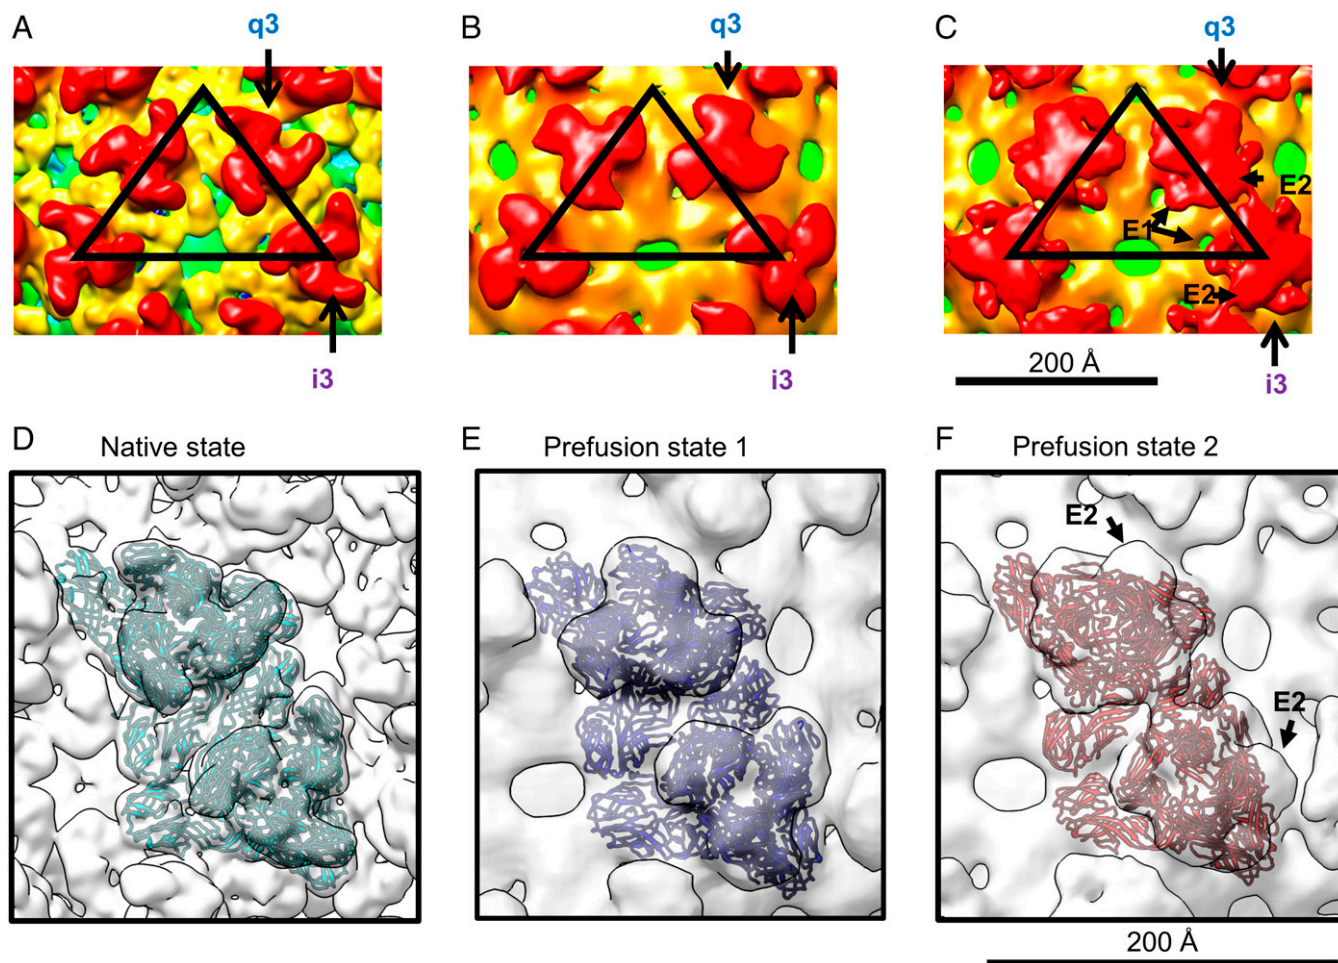 A
q3
B
q3
C
q3
E2
E1
E2
i3
i3
200 Å
i3
D
Native state
E
Prefusion state 1
F
Prefusion state 2
E2
E2
200 Å